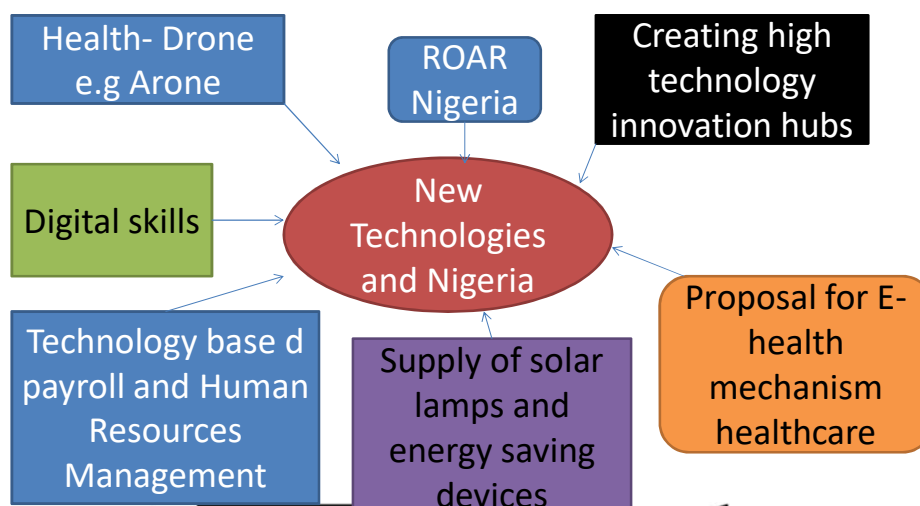 Health- Drone
e.g Arone
ROAR
Nigeria
Creating high
technology
innovation hubs
Digital skills
New
Technologies
and Nigeria
Technology base d
payroll and Human
Resources
Management
Supply of solar
lamps and
energy saving
devices
Proposal for E-
health
mechanism
healthcare